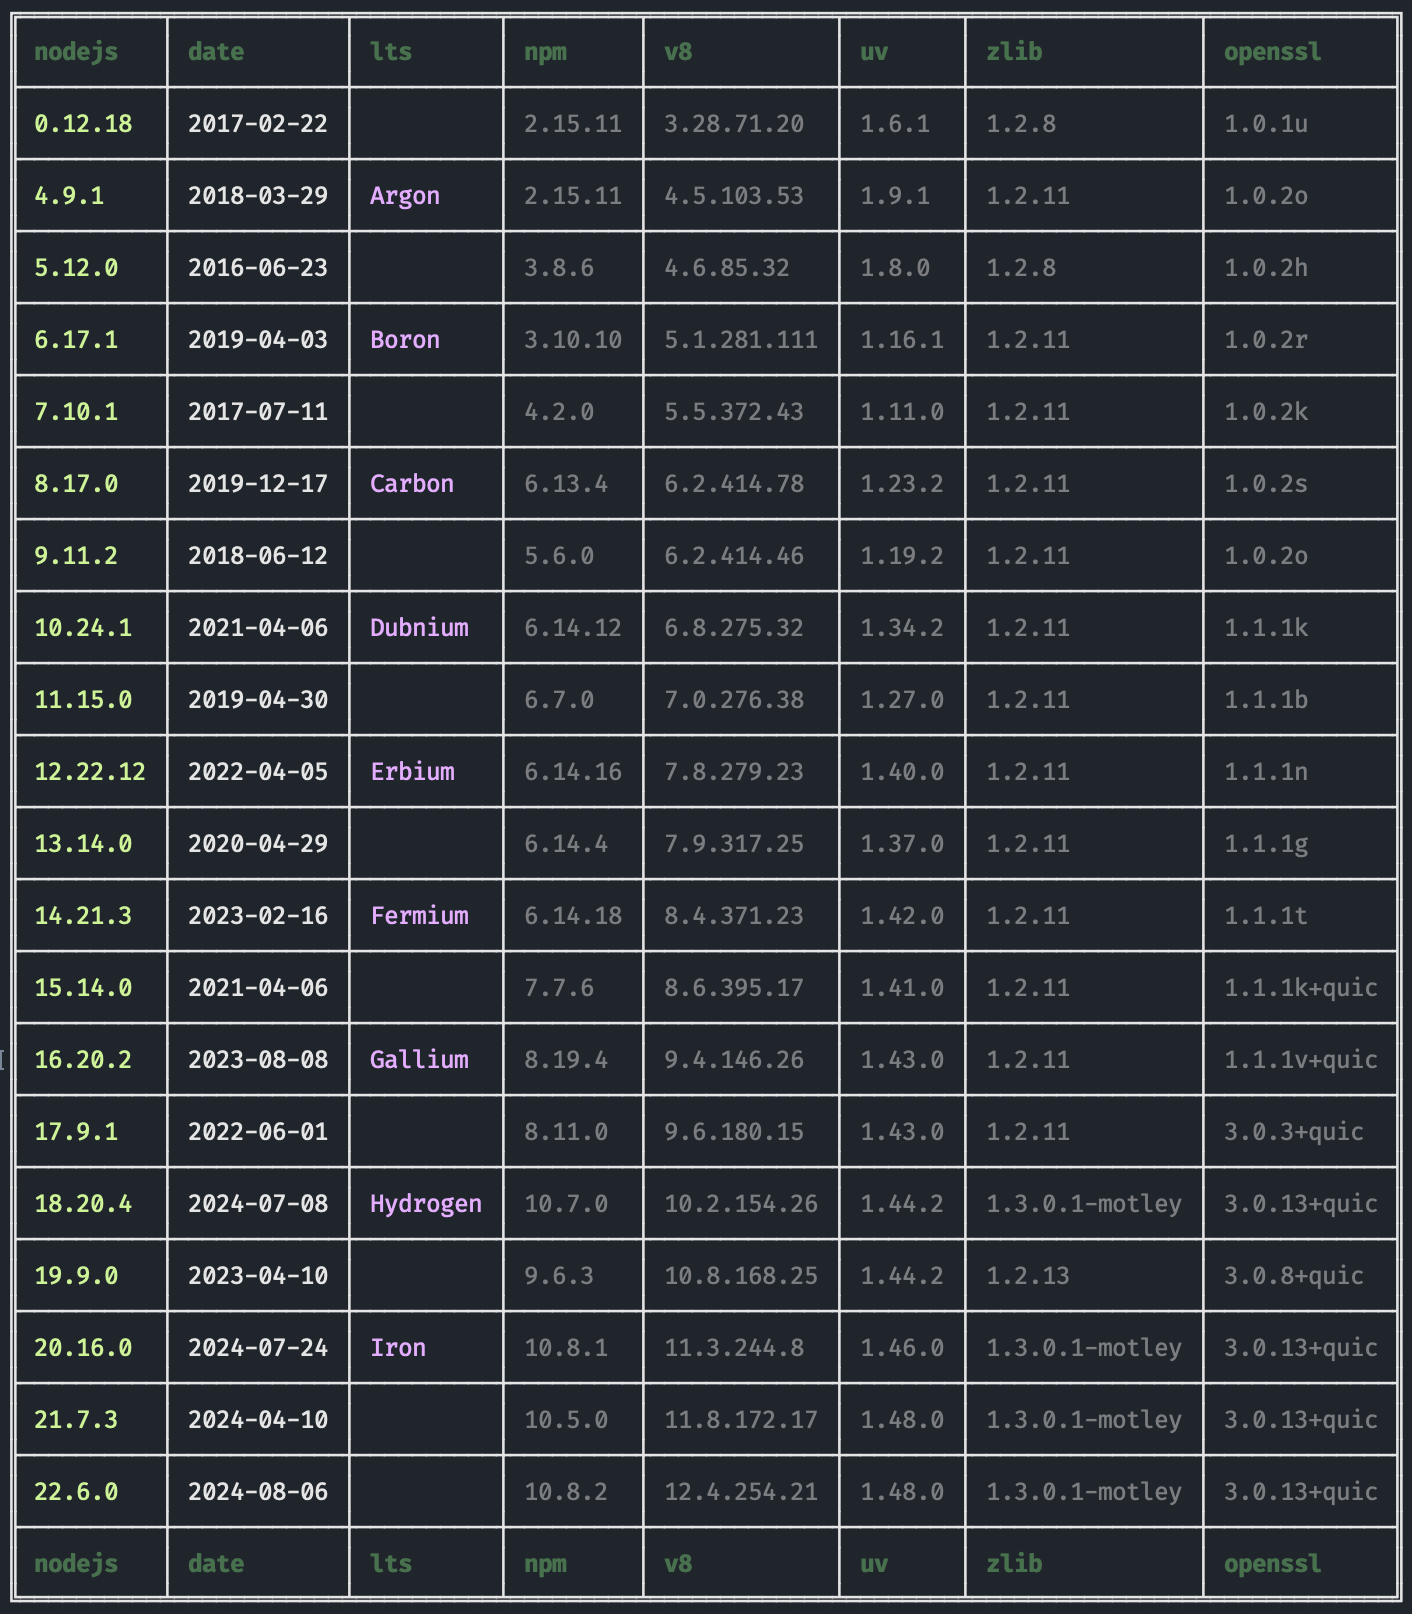 nodejs date lts npm v8 uv zlib openssl
0.12.18 2017-02-22 2.15.11 3.28.71.20 1.6.1 1.2.8 1.0.1u
4.9.1 2018-03-29 Argon 2.15.11 4.5.103.53 1.9.1 1.2.11 1.0.2o
5.12.0 2016-06-23 3.8.6 4.6.85.32 1.8.0 1.2.8 1.0.2h
6.17.1 2019-04-03 Boron 3.10.10 5.1.281.111 1.16.1 1.2.11 1.0.2r
7.10.1 2017-07-11 4.2.0 5.5.372.43 1.11.0 1.2.11 1.0.2k
8.17.0 2019-12-17 Carbon 6.13.4 6.2.414.78 1.23.2 1.2.11 1.0.2s
9.11.2 2018-06-12 5.6.0 6.2.414.46 1.19.2 1.2.11 1.0.2o
10.24.1 2021-04-06 Dubnium 6.14.12 6.8.275.32 1.34.2 1.2.11 1.1.1k
11.15.0 2019-04-30 6.7.0 7.0.276.38 1.27.0 1.2.11 1.1.1b
12.22.12 2022-04-05 Erbium 6.14.16 7.8.279.23 1.40.0 1.2.11 1.1.1n
13.14.0 2020-04-29 6.14.4 7.9.317.25 1.37.0 1.2.11 1.1.1g
14.21.3 2023-02-16 Fermium 6.14.18 8.4.371.23 1.42.0 1.2.11 1.1.1t
15.14.0 2021-04-06 7.7.6 8.6.395.17 1.41.0 1.2.11 1.1.1k+quic
16.20.2 2023-08-08 Gallium 8.19.4 9.4.146.26 1.43.0 1.2.11 1.1.1v+quic
17.9.1 2022-06-01 8.11.0 9.6.180.15 1.43.0 1.2.11 3.0.3+quic
18.20.4 2024-07-08 Hydrogen 10.7.0 10.2.154.26 1.44.2 1.3.0.1-motley 3.0.13+quic
19.9.0 2023-04-10 9.6.3 10.8.168.25 1.44.2 1.2.13 3.0.8+quic
20.16.0 2024-07-24 Iron 10.8.1 11.3.244.8 1.46.0 1.3.0.1-motley 3.0.13+quic
21.7.3 2024-04-10 10.5.0 11.8.172.17 1.48.0 1.3.0.1-motley 3.0.13+quic
22.6.0 2024-08-06 10.8.2 12.4.254.21 1.48.0 1.3.0.1-motley 3.0.13+quic
nodejs date lts npm v8 uv zlib openssl